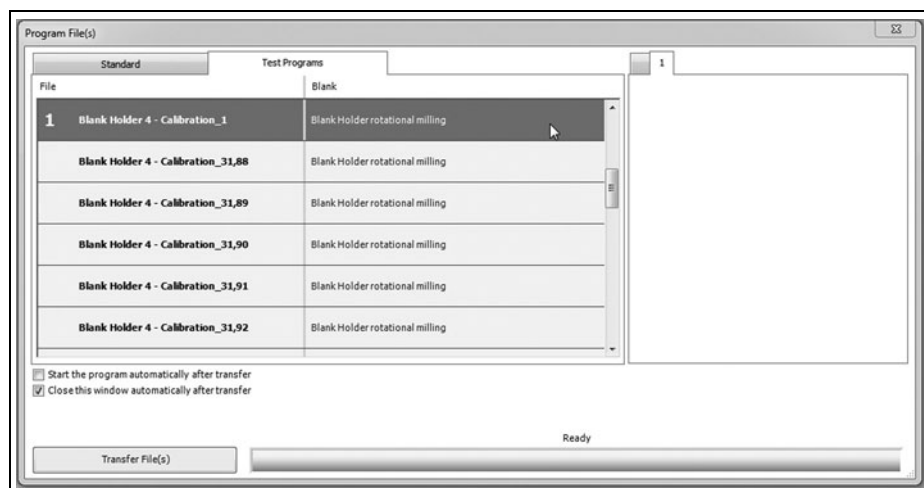 Program File(s)
Standard Test Programs 1
File Blank
1 Blank Holder 4 - Calibration_1 Blank Holder rotational milling
Blank Holder 4 - Calibration_31,88 Blank Holder rotational milling
Blank Holder 4 - Calibration_31,89 Blank Holder rotational milling
Blank Holder 4 - Calibration_31,90 Blank Holder rotational milling
Blank Holder 4 - Calibration_31,91 Blank Holder rotational milling
Blank Holder 4 - Calibration_31,92 Blank Holder rotational milling
Start the program automatically after transfer
Close this window automatically after transfer
Ready
Transfer File(s)